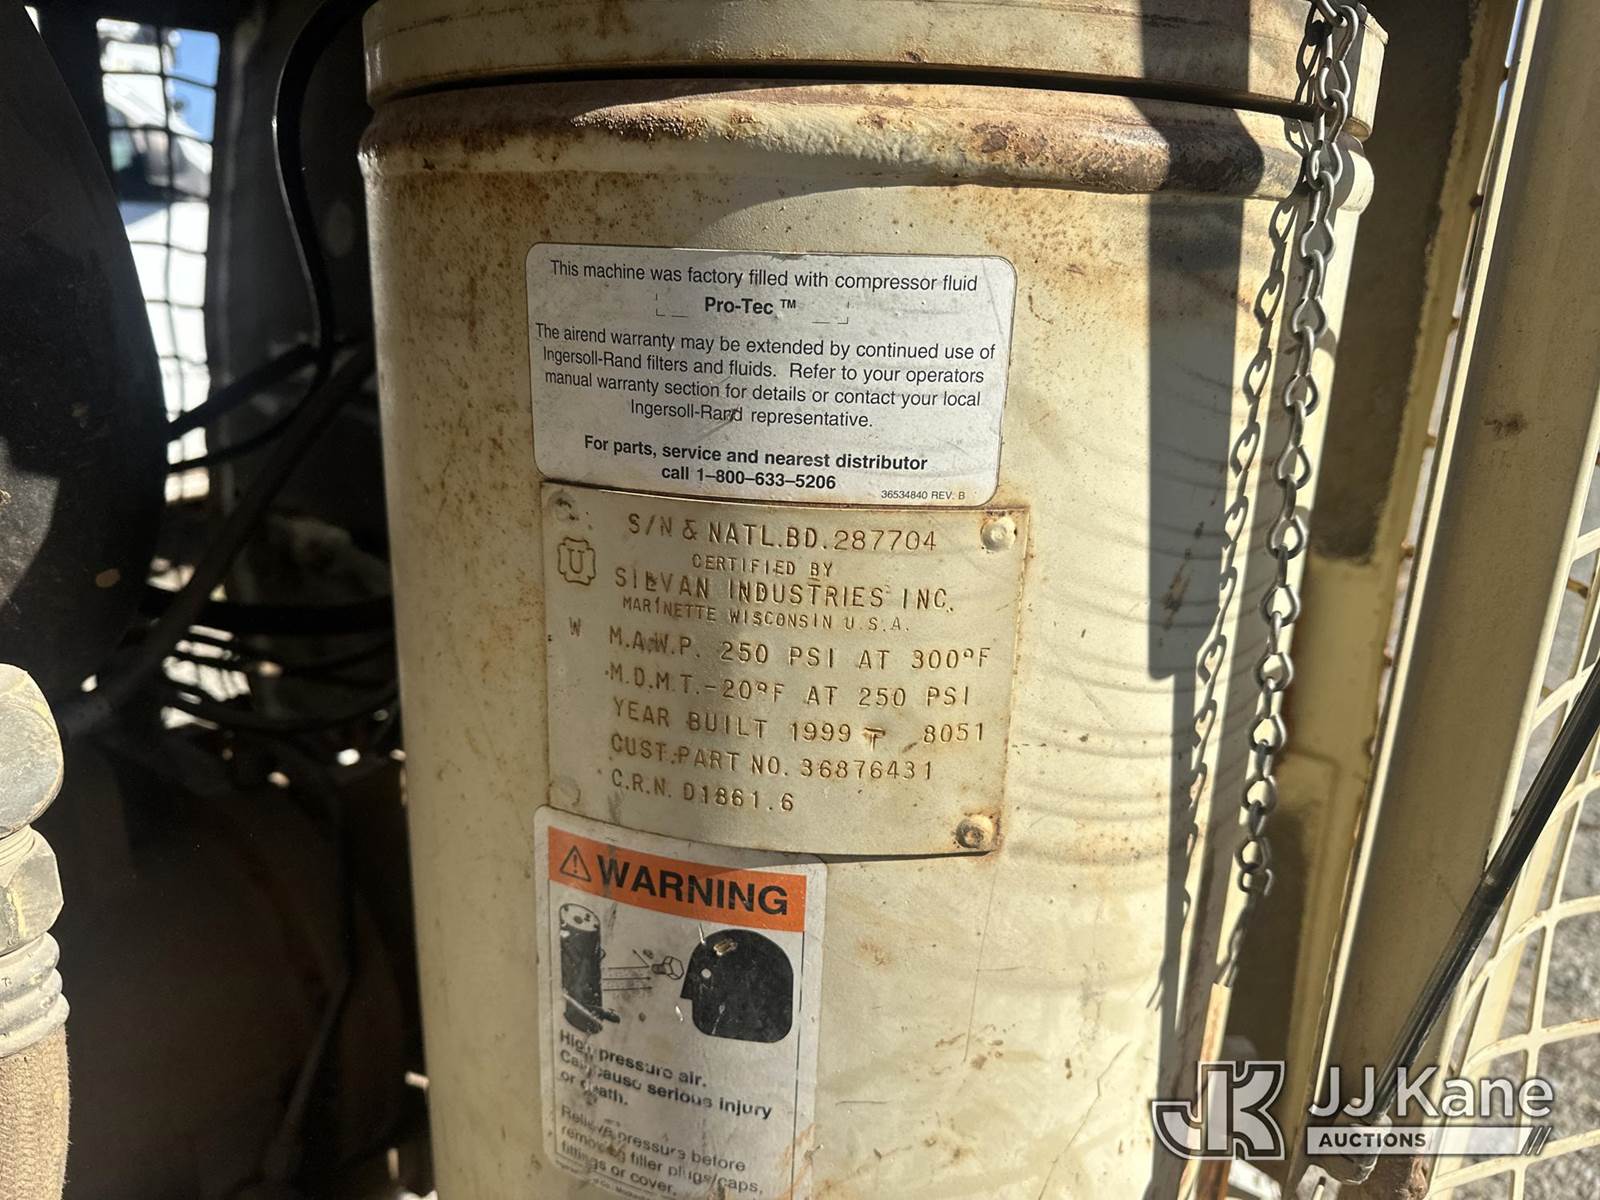 This machine was factory filled with compressor fluid
Pro-Tec ™
The airend warranty may be extended by continued use of
Ingersoll-Rand filters and fluids. Refer to your operators
manual warranty section for details or contact your local
Ingersoll-Rand representative.
For parts, service and nearest distributor
call 1-800-633-5206
36534840 REV. B
S/N & NATL.BD. 287704
U
CERTIFIED BY
SILVAN INDUSTRIES INC.
MARINETTE WISCONSIN U.S.A.
W
M.A.W.P. 250 PSI AT 300°F
M.D.M.T. -20°F AT 250 PSI
YEAR BUILT 1999 T 8051
CUST. PART NO. 36876431
C.R.N. D1861.6
WARNING
High pressure air.
Can cause serious injury
or death.
Relieve pressure before
removing filler plugs/caps,
fittings or cover.
JK JJ Kane
AUCTIONS